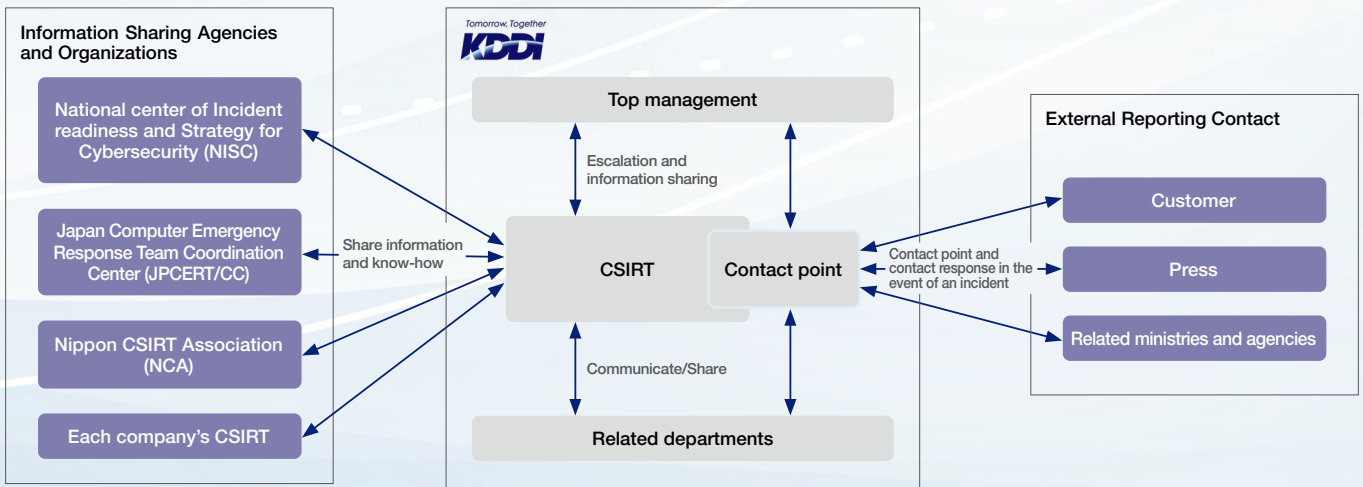 Information Sharing Agencies
and Organizations
National center of Incident
readiness and Strategy for
Cybersecurity (NISC)
Japan Computer Emergency
Response Team Coordination
Center (JPCERT/CC)
Nippon CSIRT Association
(NCA)
Each company's CSIRT
Share information
and know-how
Tomorrow, Together
KDDI
Top management
Escalation and
information sharing
CSIRT
Contact point
Communicate/Share
Related departments
Contact point and
contact response in the
event of an incident
External Reporting Contact
Customer
Press
Related ministries and agencies